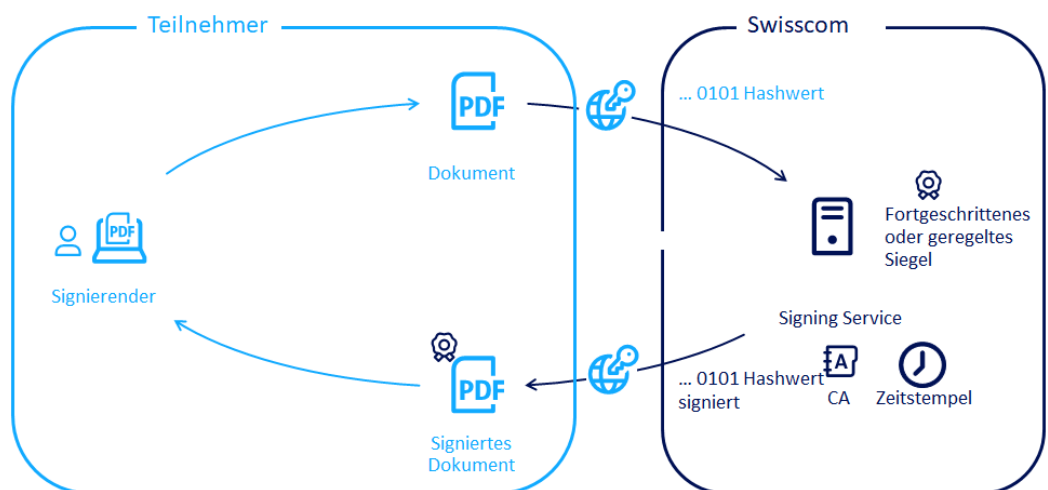 Teilnehmer
Swisscom
PDF
... 0101 Hashwert
Dokument
PDF
Signierender
Fortgeschrittenes
oder geregeltes
Siegel
Signing Service
A
PDF
... 0101 Hashwert
signiert
CA
Zeitstempel
Signiertes
Dokument